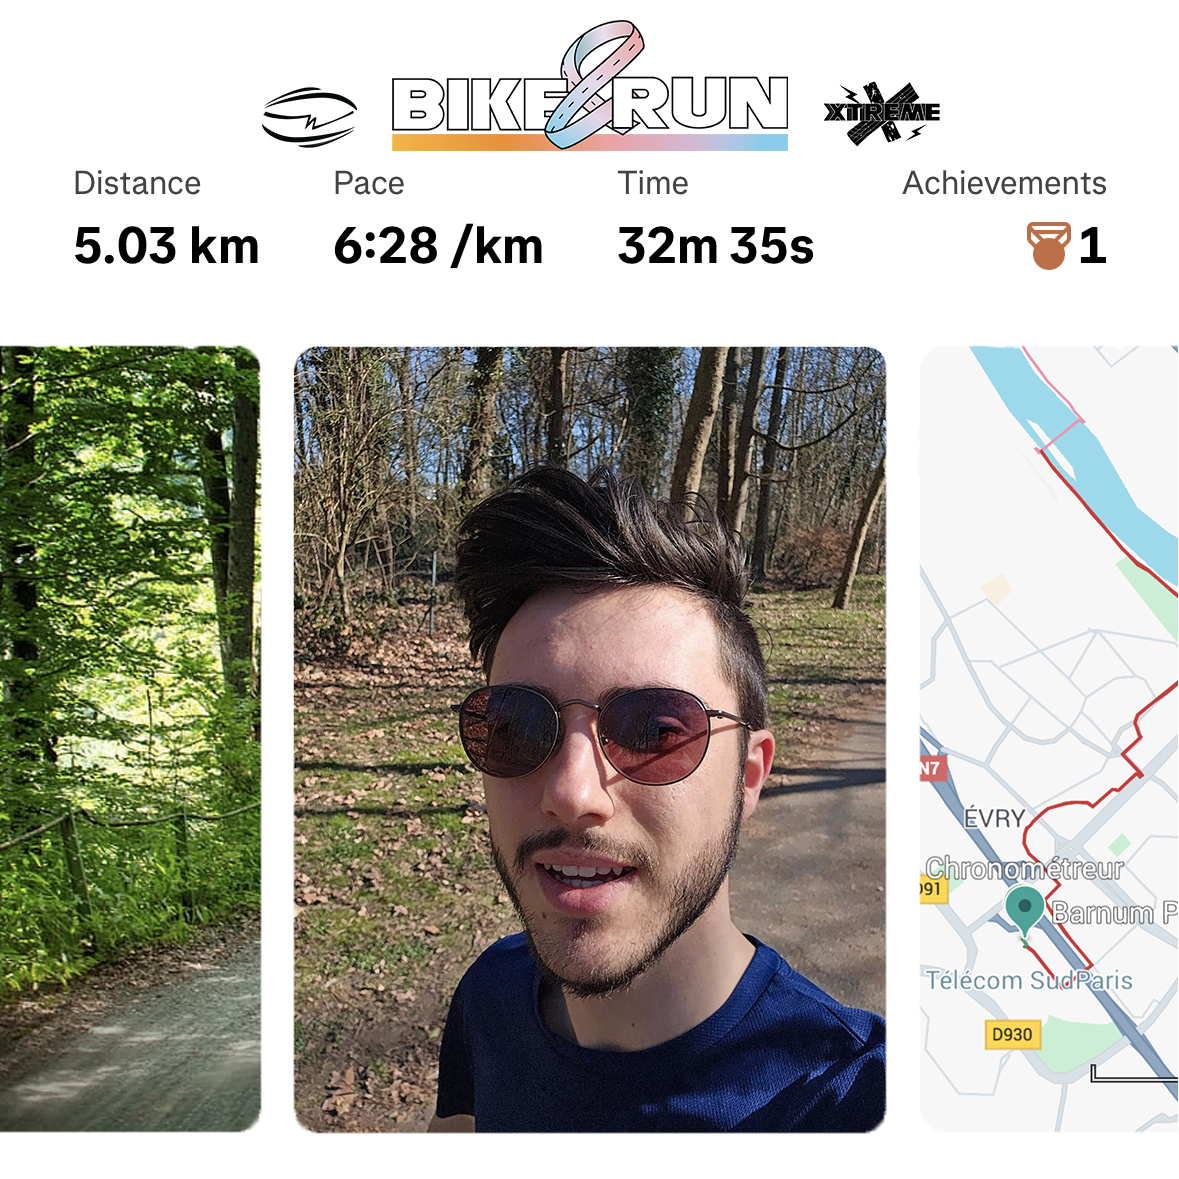 BIKE&RUN
XTREME
Distance
Pace
Time
Achievements
5.03 km
6:28 /km
32m 35s
1
N7
ÉVRY
Chronométreur
D91
Barnum P
Télécom SudParis
D930